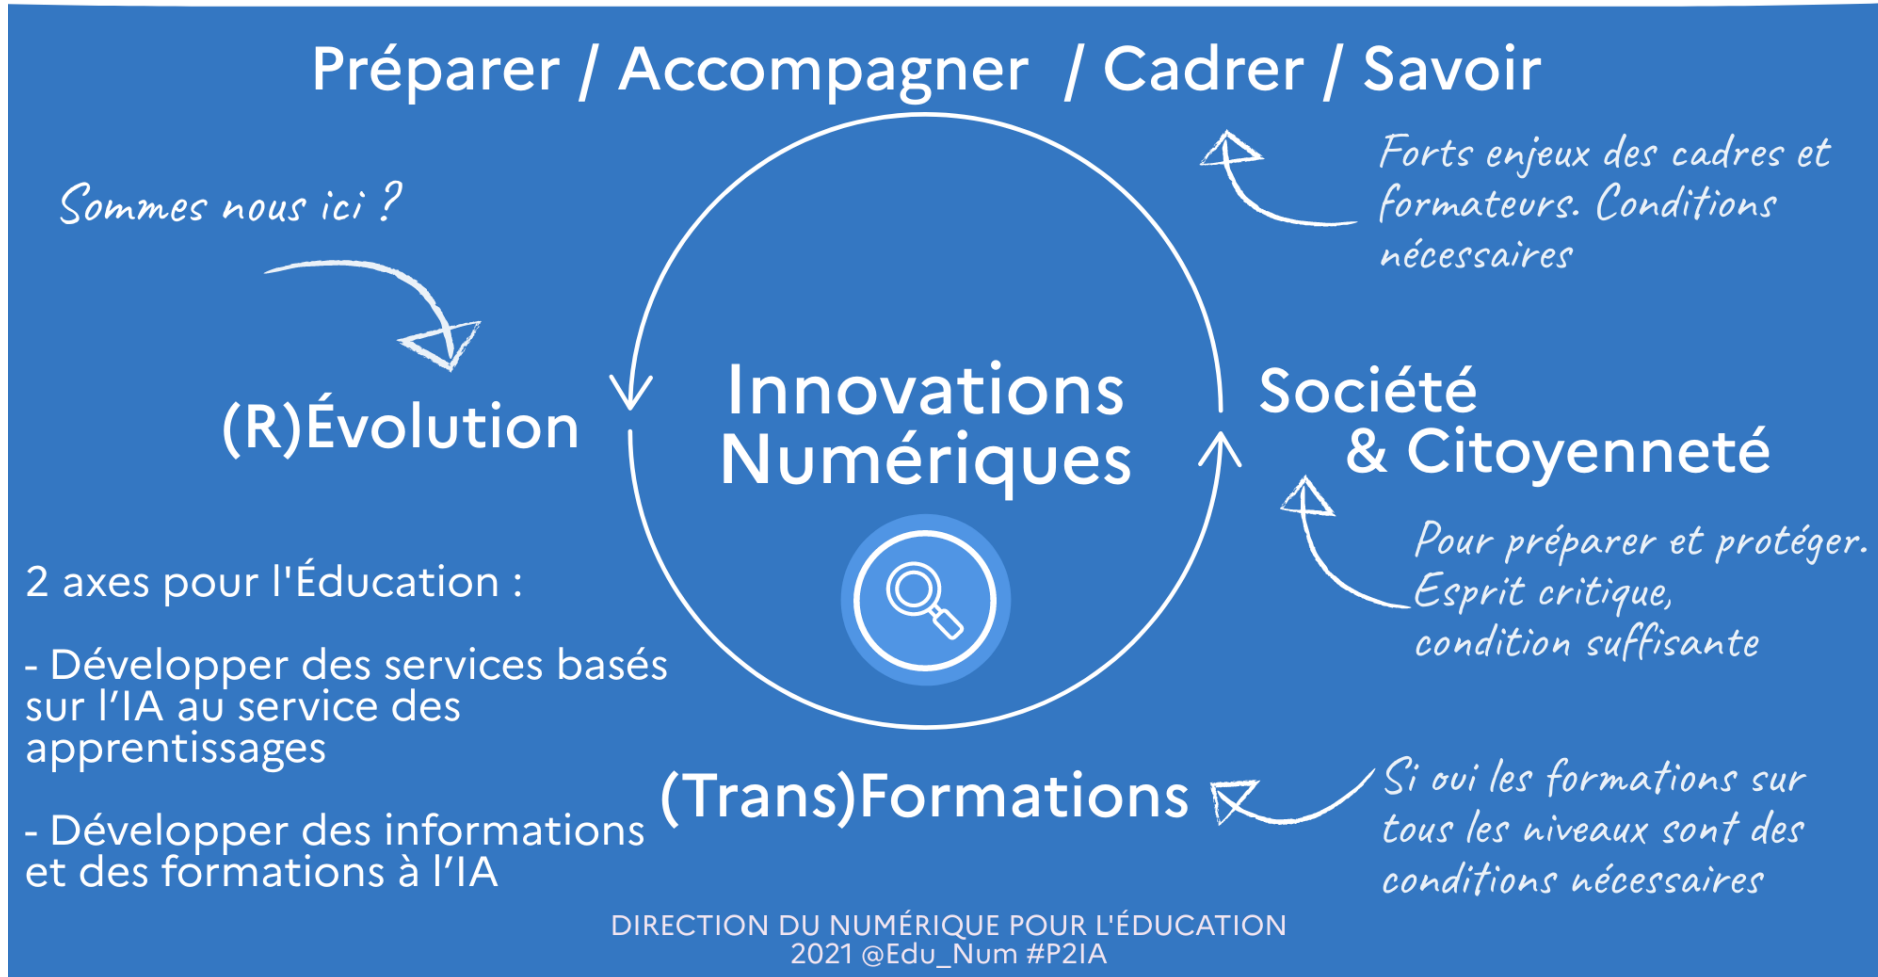 Préparer / Accompagner / Cadrer / Savoir
Sommes nous ici ?
Forts enjeux des cadres et
formateurs. Conditions
nécessaires
(R)Évolution
Innovations
Numériques
Société
& Citoyenneté
Pour préparer et protéger.
Esprit critique,
condition suffisante
2 axes pour l'Éducation :
- Développer des services basés
sur l’IA au service des
apprentissages
- Développer des informations
et des formations à l’IA
(Trans)Formations
Si oui les formations sur
tous les niveaux sont des
conditions nécessaires
DIRECTION DU NUMÉRIQUE POUR L'ÉDUCATION
2021 @Edu_Num #P2IA